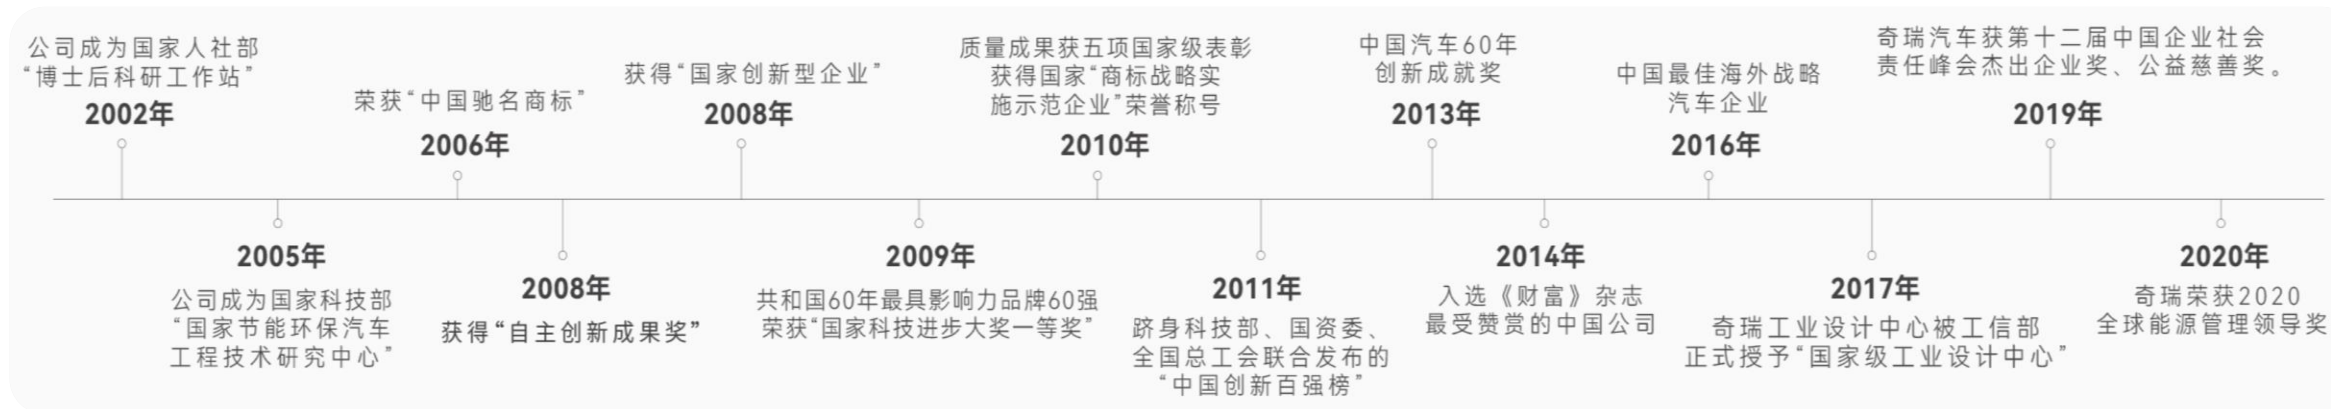 公司成为国家人社部
“博士后科研工作站”
2002年
公司成为国家科技部
“国家节能环保汽车
工程技术研究中心”
2005年
荣获“中国驰名商标”
2006年
2008年
获得“自主创新成果奖”
获得“国家创新型企业”
2008年
2009年
共和国60年最具影响力品牌60强
荣获“国家科技进步大奖一等奖”
质量成果获五项国家级表彰
获得国家“商标战略实
施示范企业”荣誉称号
2010年
2011年
跻身科技部、国资委、
全国总工会联合发布的
“中国创新百强榜”
中国汽车60年
创新成就奖
2013年
2014年
入选《财富》杂志
最受赞赏的中国公司
中国最佳海外战略
汽车企业
2016年
2017年
奇瑞工业设计中心被工信部
正式授予“国家级工业设计中心”
奇瑞汽车获第十二届中国企业社会
责任峰会杰出企业奖、公益慈善奖。
2019年
2020年
奇瑞荣获2020
全球能源管理领导奖